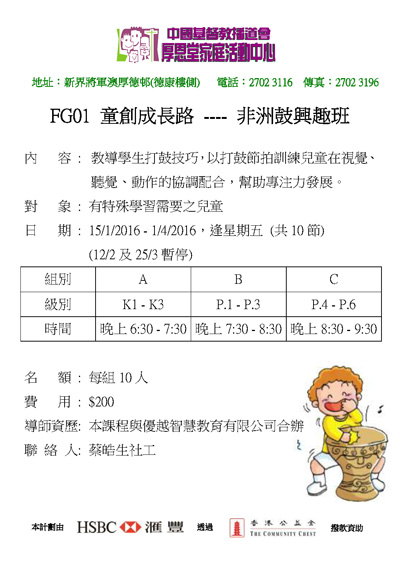 中國基督教播道會
厚恩堂家庭活動中心
地址：新界將軍澳厚德邨(德康樓側)　電話：2702 3116　傳真：2702 3196
FG01 童創成長路 ---- 非洲鼓興趣班
內　容 ：教導學生打鼓技巧，以打鼓節拍訓練兒童在視覺、
聽覺、動作的協調配合，幫助專注力發展。
對　象 ：有特殊學習需要之兒童
日　期 ：15/1/2016 - 1/4/2016，逢星期五 (共 10 節)
(12/2 及 25/3 暫停)
組別 A B C
級別 K1 - K3 P.1 - P.3 P.4 - P.6
時間 晚上 6:30 - 7:30 晚上 7:30 - 8:30 晚上 8:30 - 9:30
名　額 ：每組 10 人
費　用 ：$200
導師資歷: 本課程與優越智慧教育有限公司合辦
聯 絡 人: 蔡皓生社工
本計劃由 HSBC 滙豐 透過 香港公益金 THE COMMUNITY CHEST 撥款資助